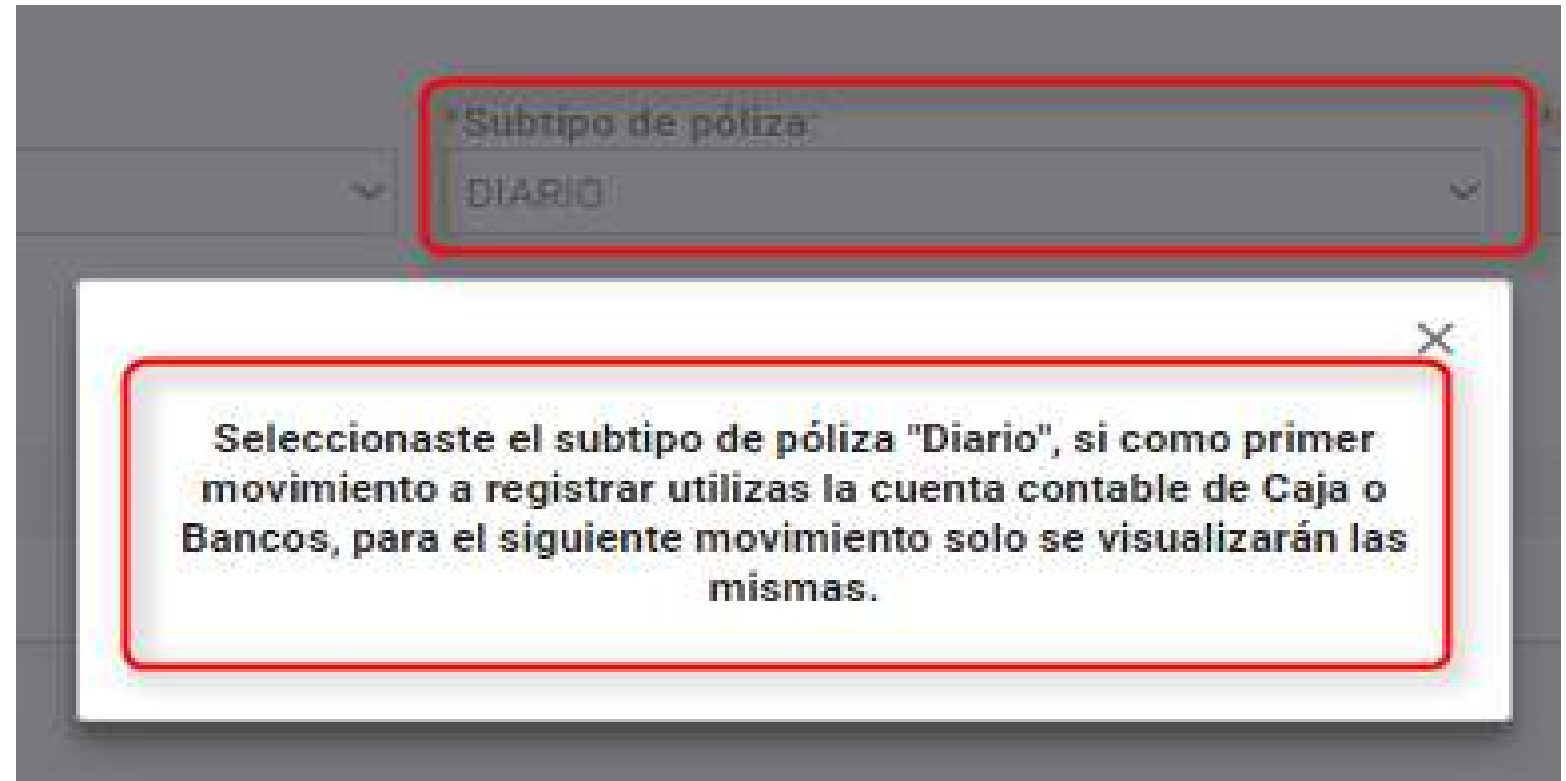 *Subtipo de póliza:
DIARIO
Seleccionaste el subtipo de póliza "Diario", si como primer
movimiento a registrar utilizas la cuenta contable de Caja o
Bancos, para el siguiente movimiento solo se visualizarán las
mismas.